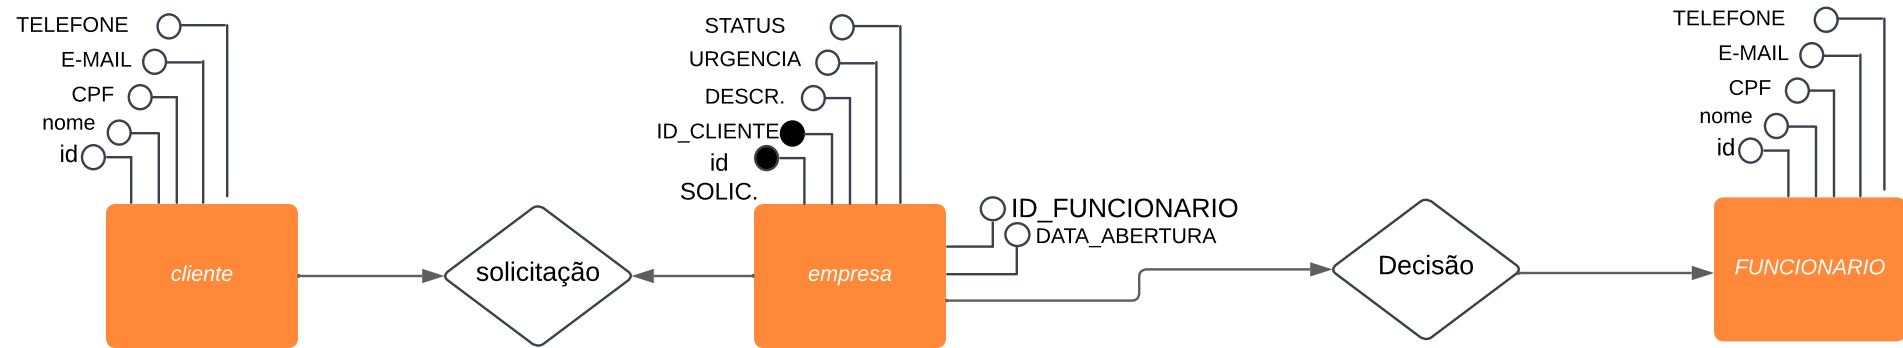 TELEFONE
E-MAIL
CPF
nome
id
cliente
solicitação
STATUS
URGENCIA
DESCR.
ID_CLIENTE
id
SOLIC.
empresa
ID_FUNCIONARIO
DATA_ABERTURA
Decisão
TELEFONE
E-MAIL
CPF
nome
id
FUNCIONARIO